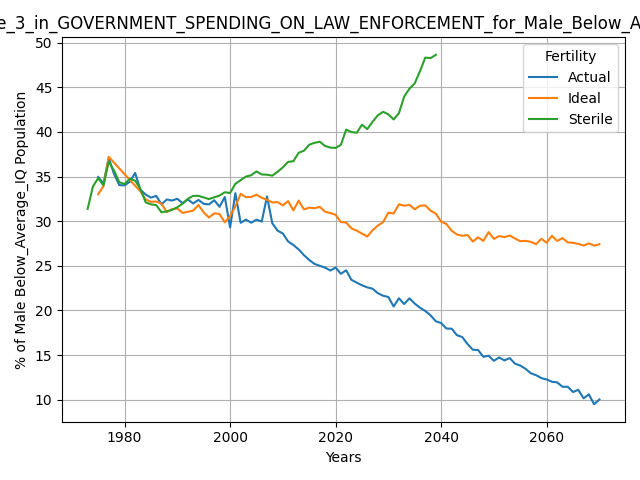 e_3_in_GOVERNMENT_SPENDING_ON_LAW_ENFORCEMENT_for_Male_Below_A
50
45
40
35
30
25
20
15
10
% of Male Below_Average_IQ Population
Fertility
Actual
Ideal
Sterile
1980 2000 2020 2040 2060
Years